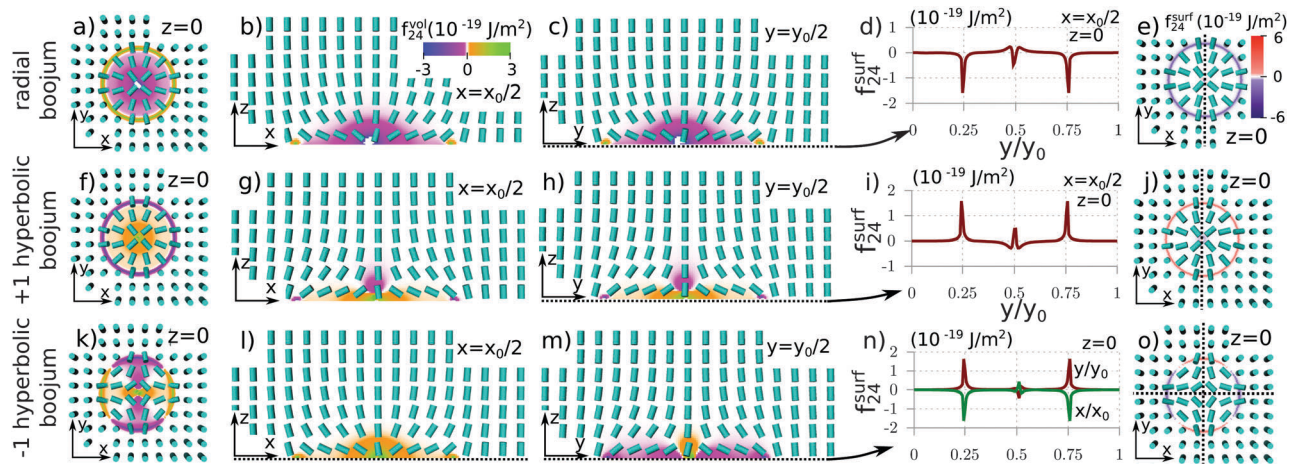 radial boojum
a) z=0
y
x
b) f₂₄ᵛᵒˡ(10⁻¹⁹ J/m²)
-3 0 3
x=x₀/2
z
x
c) y=y₀/2
z
y
d) (10⁻¹⁹ J/m²) x=x₀/2
z=0
f₂₄ˢᵘʳᶠ
1
0
-1
-2
0 0.25 0.5 0.75 1
y/y₀
e) f₂₄ˢᵘʳᶠ(10⁻¹⁹ J/m²)
6
0
-6
z=0
y
x
+1 hyperbolic boojum
f) z=0
y
x
g) x=x₀/2
z
x
h) y=y₀/2
z
y
i) (10⁻¹⁹ J/m²) x=x₀/2
z=0
f₂₄ˢᵘʳᶠ
2
1
0
-1
0 0.25 0.5 0.75 1
y/y₀
j) z=0
y
x
-1 hyperbolic boojum
k) z=0
y
x
l) x=x₀/2
z
x
m) y=y₀/2
z
y
n) (10⁻¹⁹ J/m²) z=0
f₂₄ˢᵘʳᶠ
2
1
0
-1
-2
y/y₀
x/x₀
0 0.25 0.5 0.75 1
o) z=0
y
x